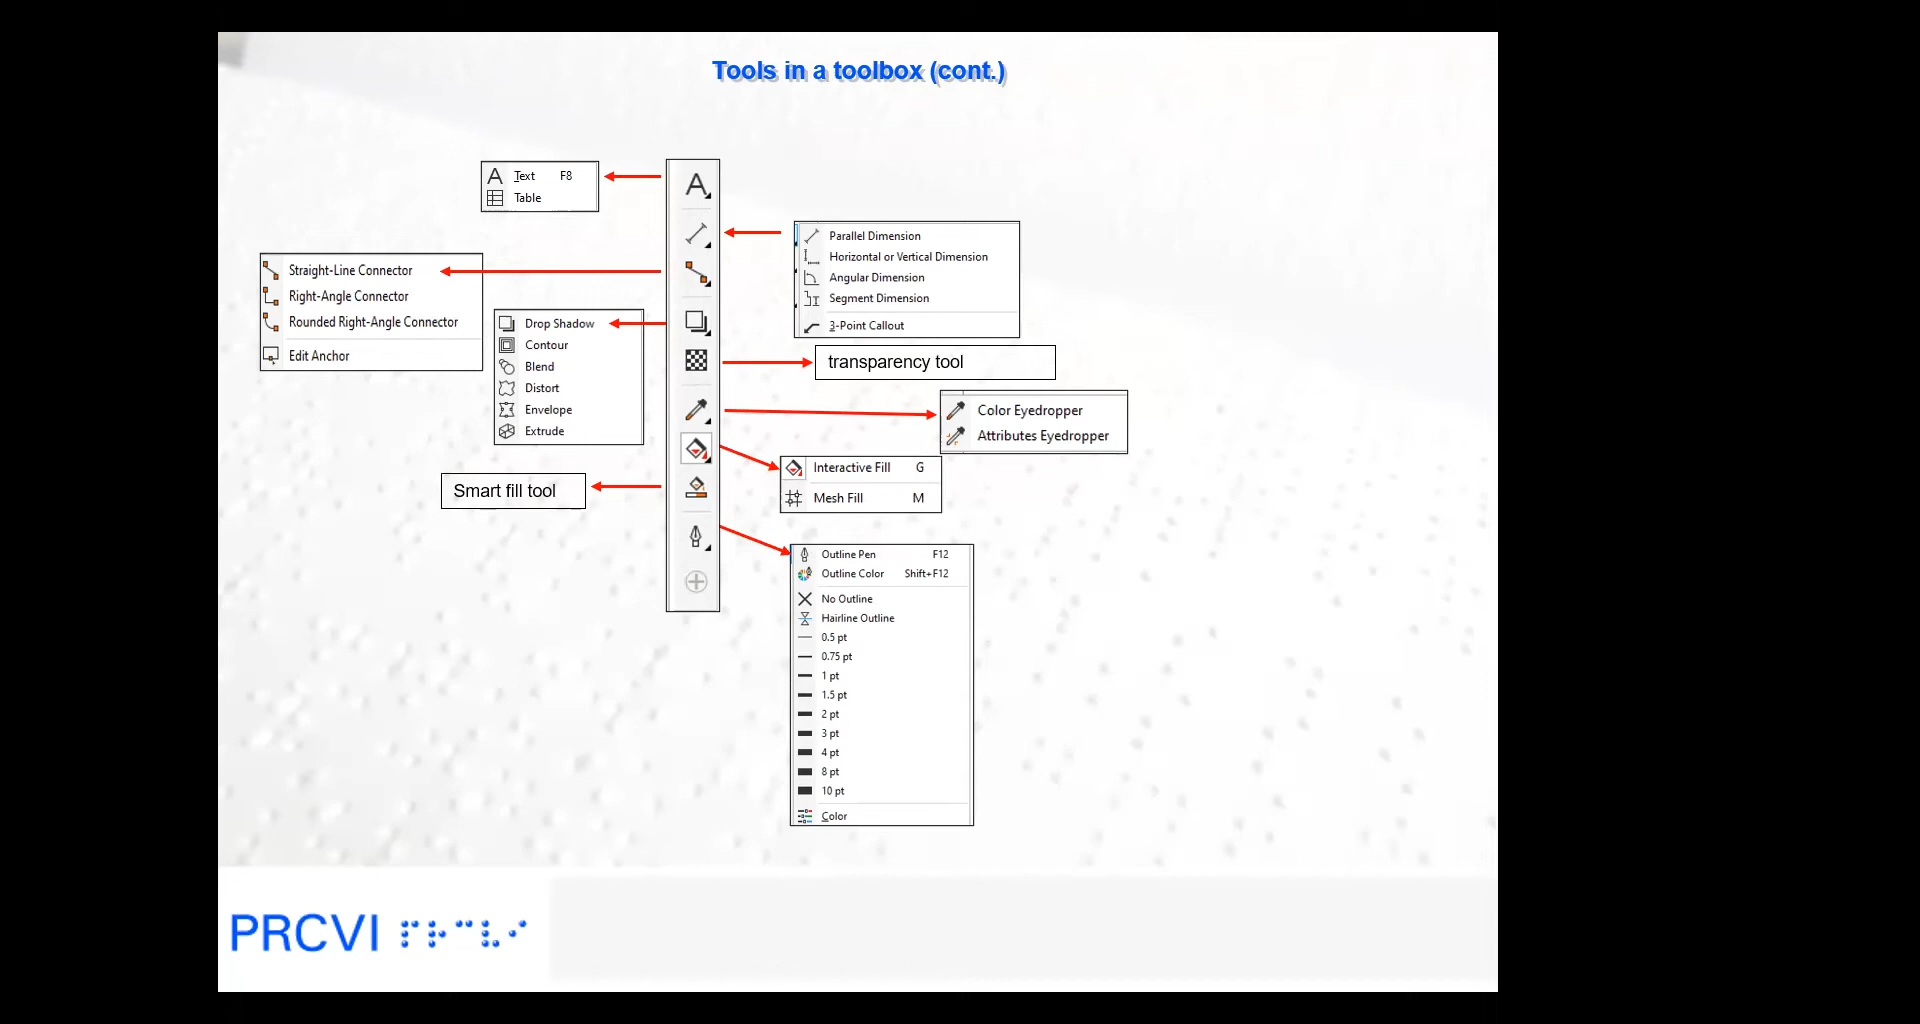 Tools in a toolbox (cont.)
A Text F8
Table
A
Parallel Dimension
Horizontal or Vertical Dimension
Angular Dimension
Segment Dimension
3-Point Callout
Straight-Line Connector
Right-Angle Connector
Rounded Right-Angle Connector
Edit Anchor
Drop Shadow
Contour
Blend
Distort
Envelope
Extrude
transparency tool
Color Eyedropper
Attributes Eyedropper
Interactive Fill G
Mesh Fill M
Smart fill tool
Outline Pen F12
Outline Color Shift+F12
No Outline
Hairline Outline
0.5 pt
0.75 pt
1 pt
1.5 pt
2 pt
3 pt
4 pt
8 pt
10 pt
Color
PRCVI ⠏⠗⠉⠧⠊